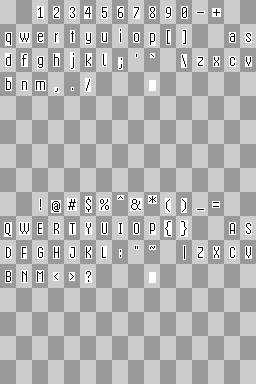 1 2 3 4 5 6 7 8 9 0 - +
q w e r t y u i o p [ ] a s
d f g h j k l ; ' ` \ z x c v
b n m , . /
! @ # $ % ^ & * ( ) _ =
Q W E R T Y U I O P { } A S
D F G H J K L : " ~ | Z X C V
B N M < > ?